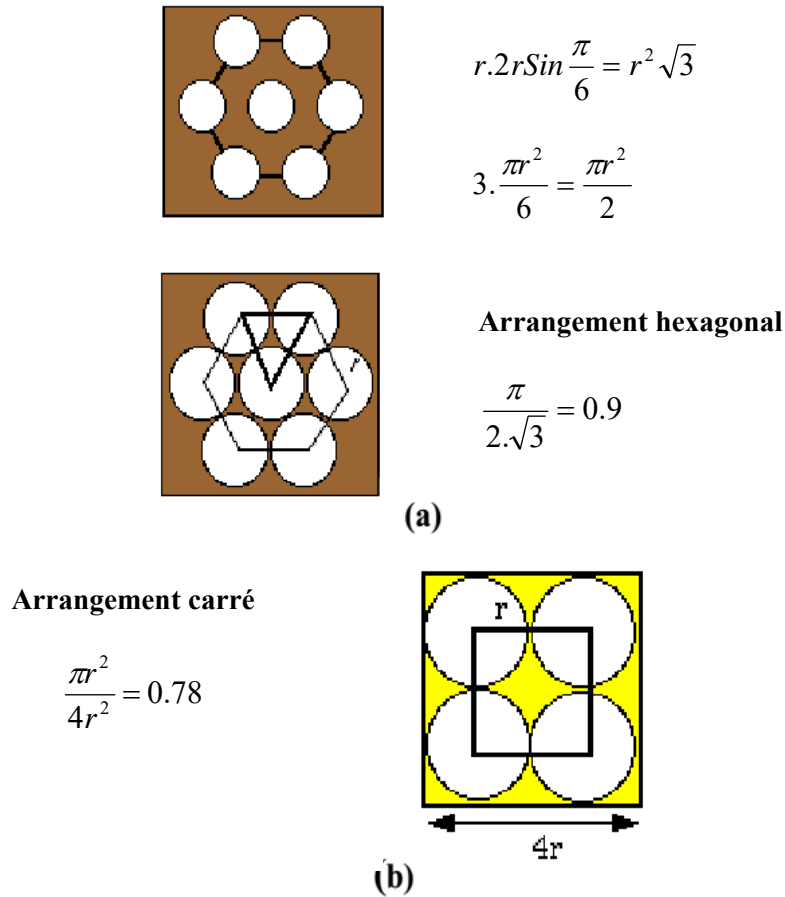 r.2rSin π/6 = r²√3
3.πr²/6 = πr²/2
r
Arrangement hexagonal
π/2.√3 = 0.9
(a)
Arrangement carré
r
πr²/4r² = 0.78
4r
(b)